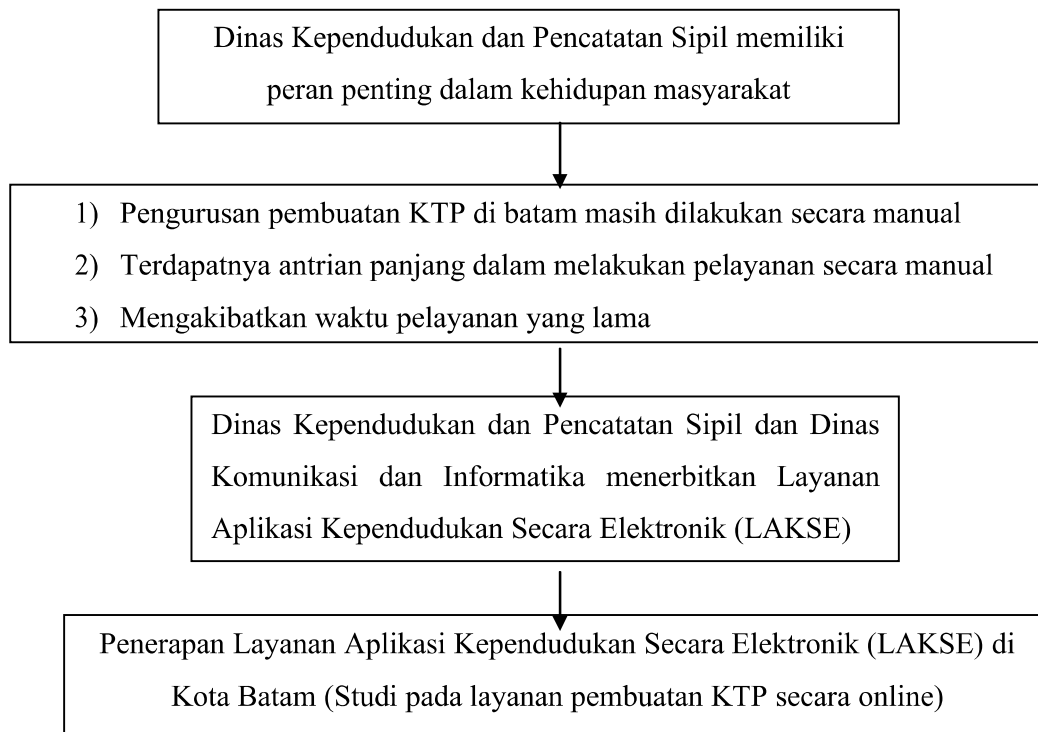 Dinas Kependudukan dan Pencatatan Sipil memiliki
peran penting dalam kehidupan masyarakat
1) Pengurusan pembuatan KTP di batam masih dilakukan secara manual
2) Terdapatnya antrian panjang dalam melakukan pelayanan secara manual
3) Mengakibatkan waktu pelayanan yang lama
Dinas Kependudukan dan Pencatatan Sipil dan Dinas
Komunikasi dan Informatika menerbitkan Layanan
Aplikasi Kependudukan Secara Elektronik (LAKSE)
Penerapan Layanan Aplikasi Kependudukan Secara Elektronik (LAKSE) di
Kota Batam (Studi pada layanan pembuatan KTP secara online)